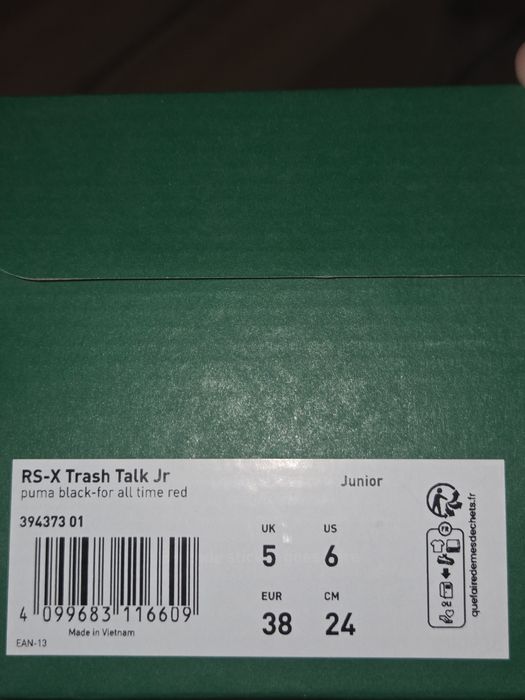 RS-X Trash Talk Jr
puma black-for all time red
Junior
394373 01
UK
5
US
6
EUR
38
CM
24
4 099683 116609
Made in Vietnam
EAN-13
FR
quefairedemesdechets.fr